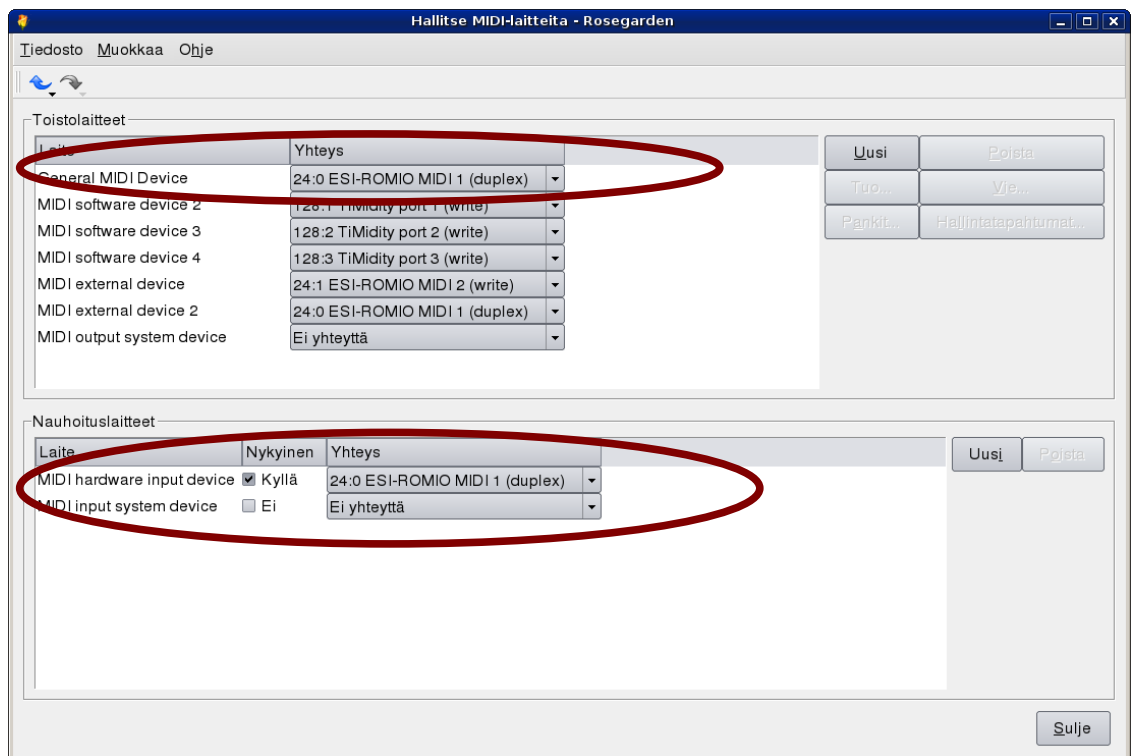 Hallitse MIDI-laitteita - Rosegarden
Tiedosto Muokkaa Ohje
Toistolaitteet
Laite Yhteys
General MIDI Device 24:0 ESI-ROMIO MIDI 1 (duplex)
MIDI software device 2 128:1 TiMidity port 1 (write)
MIDI software device 3 128:2 TiMidity port 2 (write)
MIDI software device 4 128:3 TiMidity port 3 (write)
MIDI external device 24:1 ESI-ROMIO MIDI 2 (write)
MIDI external device 2 24:0 ESI-ROMIO MIDI 1 (duplex)
MIDI output system device Ei yhteyttä
Uusi Poista
Tuo... Vie...
Pankit... Hallintatapahtumat...
Nauhoituslaitteet
Laite Nykyinen Yhteys
MIDI hardware input device Kyllä 24:0 ESI-ROMIO MIDI 1 (duplex)
MIDI input system device Ei Ei yhteyttä
Uusi Poista
Sulje